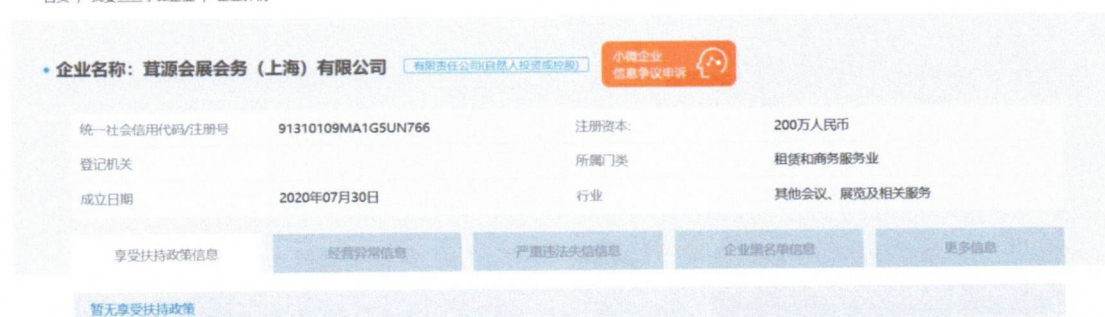 • 企业名称：茸源会展会务（上海）有限公司 有限责任公司(自然人投资或控股) 小微企业
信息争议申诉
统一社会信用代码/注册号 91310109MA1G5UN766 注册资本: 200万人民币
登记机关 所属门类 租赁和商务服务业
成立日期 2020年07月30日 行业 其他会议、展览及相关服务
享受扶持政策信息 经营异常信息 严重违法失信信息 企业黑名单信息 更多信息
暂无享受扶持政策